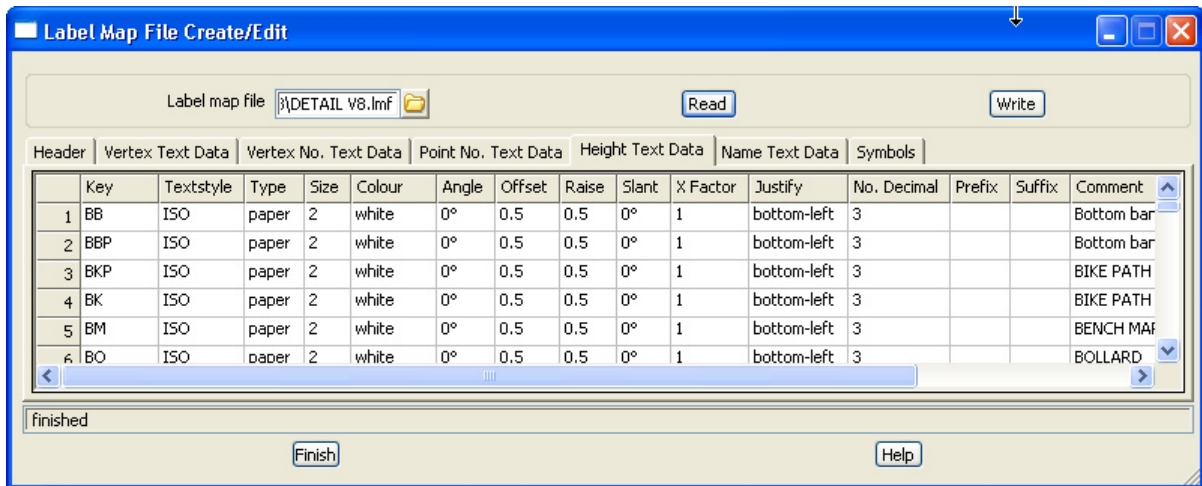 Label Map File Create/Edit
Label map file \DETAIL V8.lmf Read Write
Header Vertex Text Data Vertex No. Text Data Point No. Text Data Height Text Data Name Text Data Symbols
Key Textstyle Type Size Colour Angle Offset Raise Slant X Factor Justify No. Decimal Prefix Suffix Comment
1 BB ISO paper 2 white 0° 0.5 0.5 0° 1 bottom-left 3 Bottom ban
2 BBP ISO paper 2 white 0° 0.5 0.5 0° 1 bottom-left 3 Bottom ban
3 BKP ISO paper 2 white 0° 0.5 0.5 0° 1 bottom-left 3 BIKE PATH
4 BK ISO paper 2 white 0° 0.5 0.5 0° 1 bottom-left 3 BIKE PATH
5 BM ISO paper 2 white 0° 0.5 0.5 0° 1 bottom-left 3 BENCH MAR
6 BO ISO paper 2 white 0° 0.5 0.5 0° 1 bottom-left 3 BOLLARD
finished
Finish Help